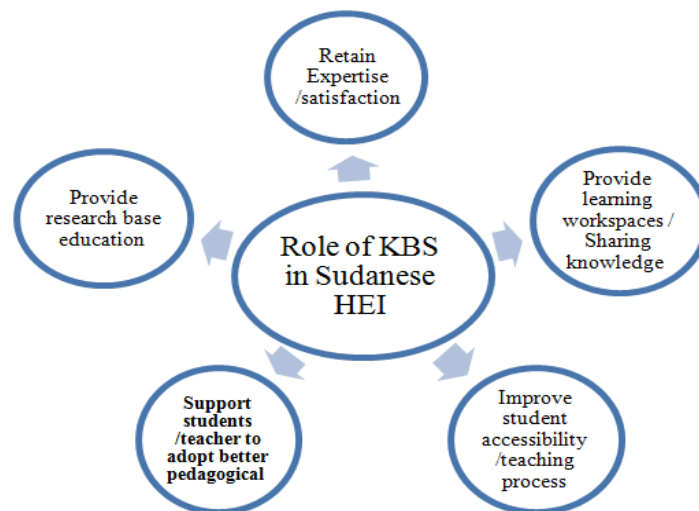 Retain
Expertise
/satisfaction
Provide
research base
education
Provide
learning
workspaces /
Sharing
knowledge
Role of KBS
in Sudanese
HEI
Support
students
/teacher to
adopt better
pedagogical
Improve
student
accessibility
/teaching
process